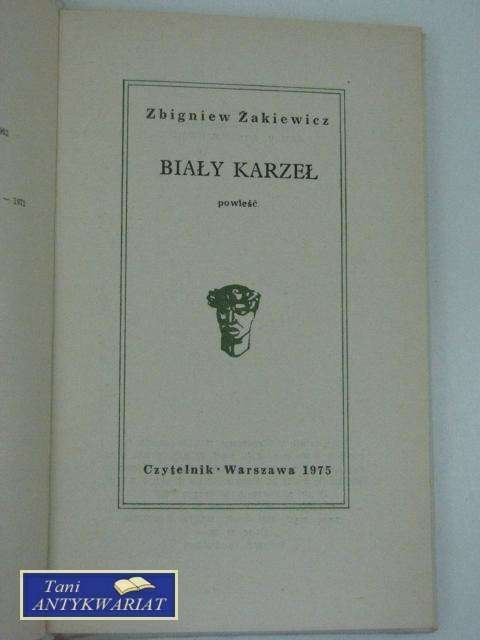 Zbigniew Żakiewicz
BIAŁY KARZEŁ
powieść
Czytelnik · Warszawa 1975
Tani
ANTYKWARIAT